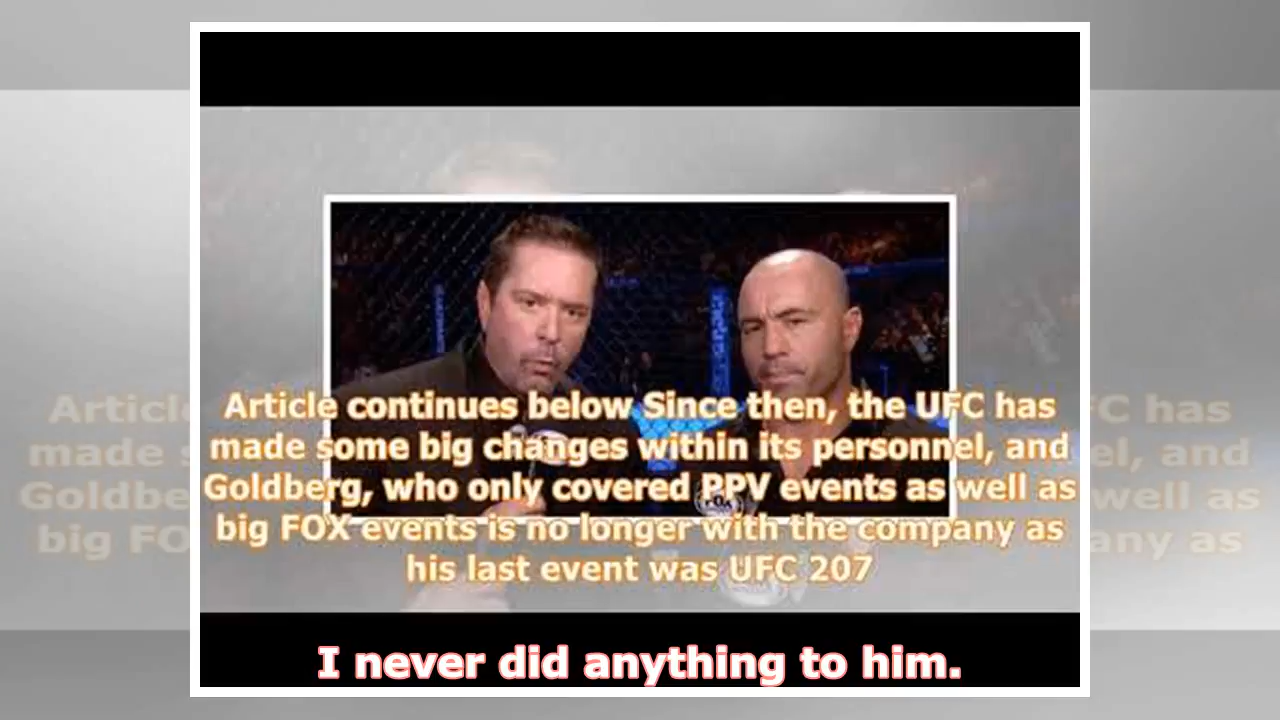 Article continues below Since then, the UFC has
made some big changes within its personnel, and
Goldberg, who only covered PPV events as well as
big FOX events is no longer with the company as
his last event was UFC 207
I never did anything to him.